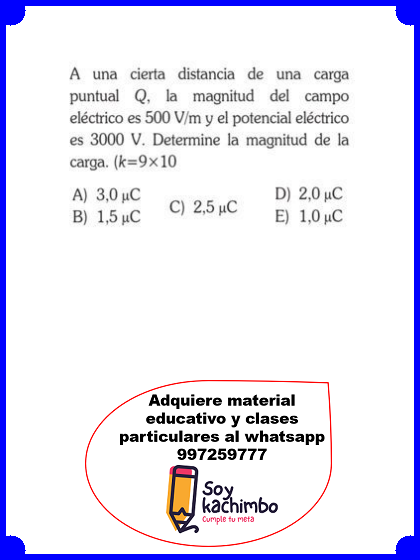 A una cierta distancia de una carga
puntual Q, la magnitud del campo
eléctrico es 500 V/m y el potencial eléctrico
es 3000 V. Determine la magnitud de la
carga. (k=9×10
A) 3,0 μC
B) 1,5 μC
C) 2,5 μC
D) 2,0 μC
E) 1,0 μC
Adquiere material
educativo y clases
particulares al whatsapp
997259777
Soy
kachimbo
Cumple tu meta